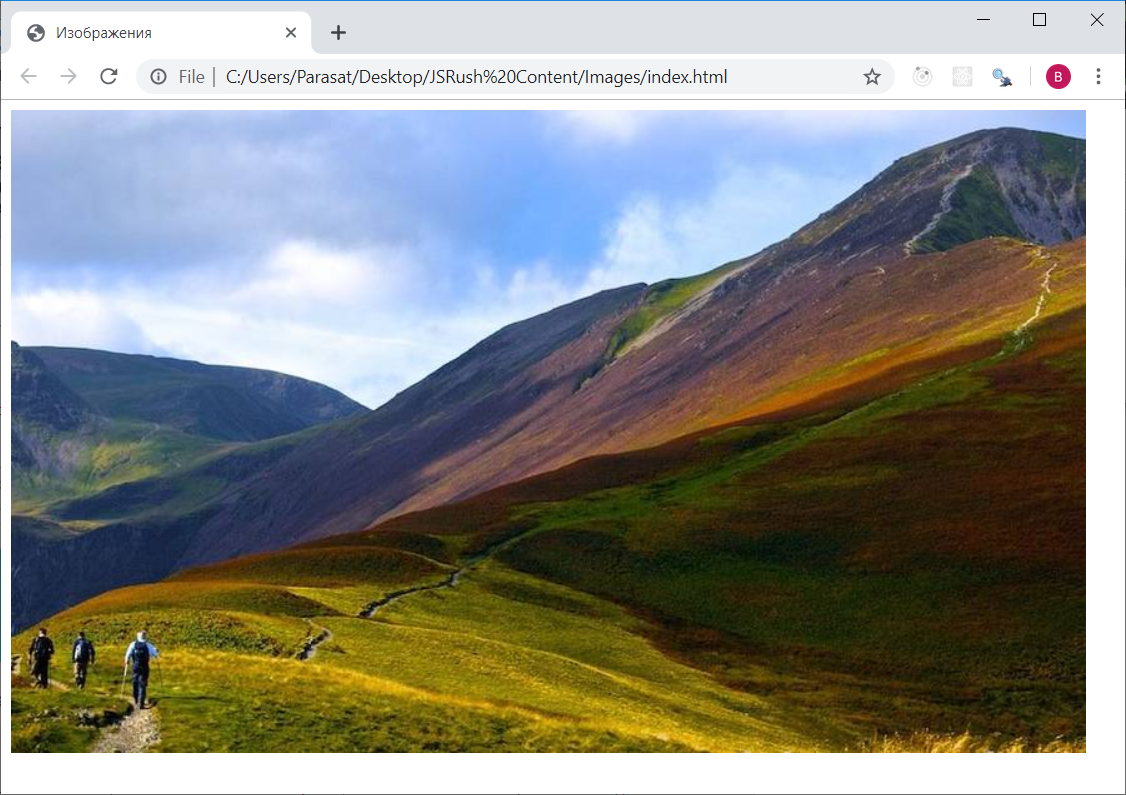 Изображения
File | C:/Users/Parasat/Desktop/JSRush%20Content/Images/index.html
B